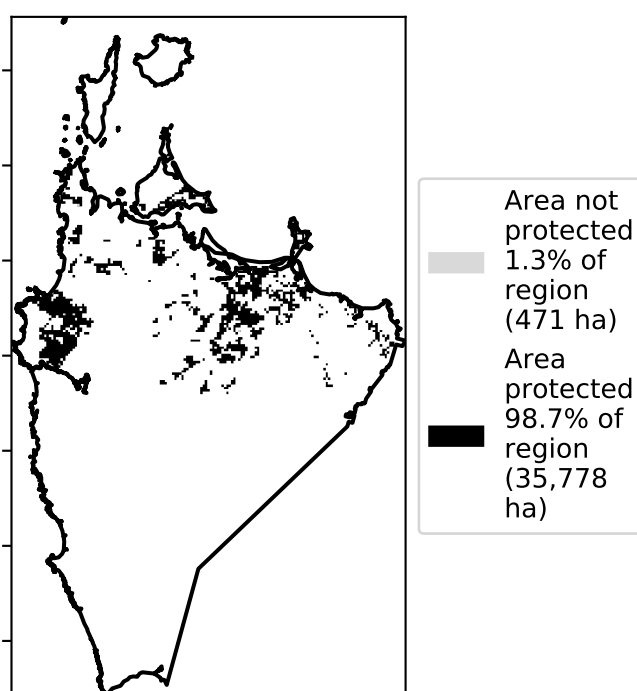 Area not
protected
1.3% of
region
(471 ha)
Area
protected
98.7% of
region
(35,778
ha)